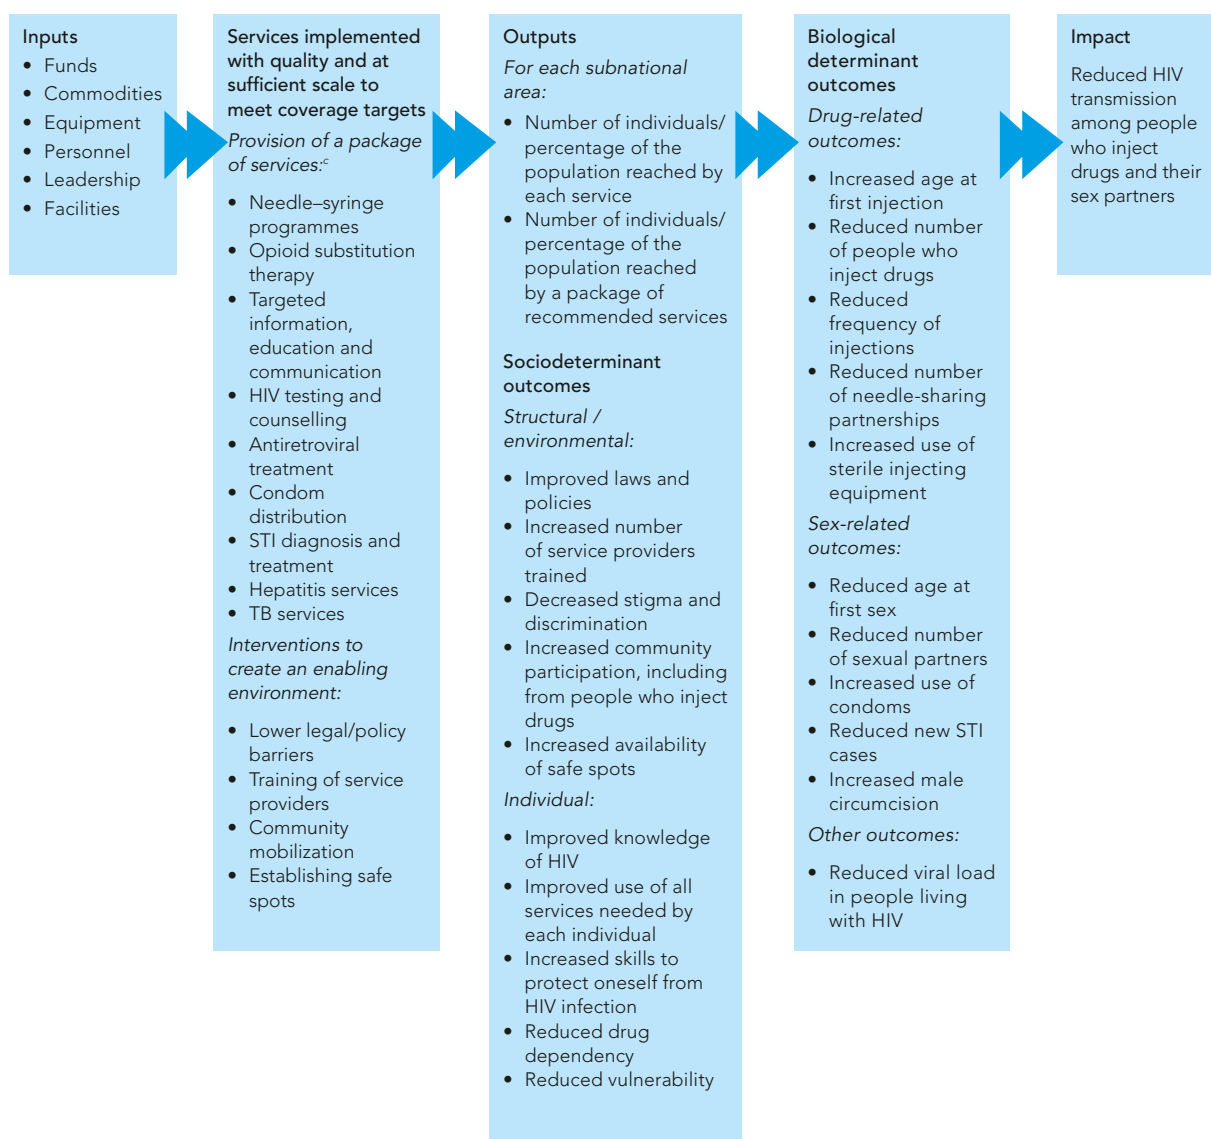 Inputs
• Funds
• Commodities
• Equipment
• Personnel
• Leadership
• Facilities
Services implemented
with quality and at
sufficient scale to
meet coverage targets
Provision of a package
of services:c
• Needle–syringe
programmes
• Opioid substitution
therapy
• Targeted
information,
education and
communication
• HIV testing and
counselling
• Antiretroviral
treatment
• Condom
distribution
• STI diagnosis and
treatment
• Hepatitis services
• TB services
Interventions to
create an enabling
environment:
• Lower legal/policy
barriers
• Training of service
providers
• Community
mobilization
• Establishing safe
spots
Outputs
For each subnational
area:
• Number of individuals/
percentage of the
population reached by
each service
• Number of individuals/
percentage of the
population reached
by a package of
recommended services
Sociodeterminant
outcomes
Structural /
environmental:
• Improved laws and
policies
• Increased number
of service providers
trained
• Decreased stigma and
discrimination
• Increased community
participation, including
from people who inject
drugs
• Increased availability
of safe spots
Individual:
• Improved knowledge
of HIV
• Improved use of all
services needed by
each individual
• Increased skills to
protect oneself from
HIV infection
• Reduced drug
dependency
• Reduced vulnerability
Biological
determinant
outcomes
Drug-related
outcomes:
• Increased age at
first injection
• Reduced number
of people who
inject drugs
• Reduced
frequency of
injections
• Reduced number
of needle-sharing
partnerships
• Increased use of
sterile injecting
equipment
Sex-related
outcomes:
• Reduced age at
first sex
• Reduced number
of sexual partners
• Increased use of
condoms
• Reduced new STI
cases
• Increased male
circumcision
Other outcomes:
• Reduced viral load
in people living
with HIV
Impact
Reduced HIV
transmission
among people
who inject
drugs and their
sex partners